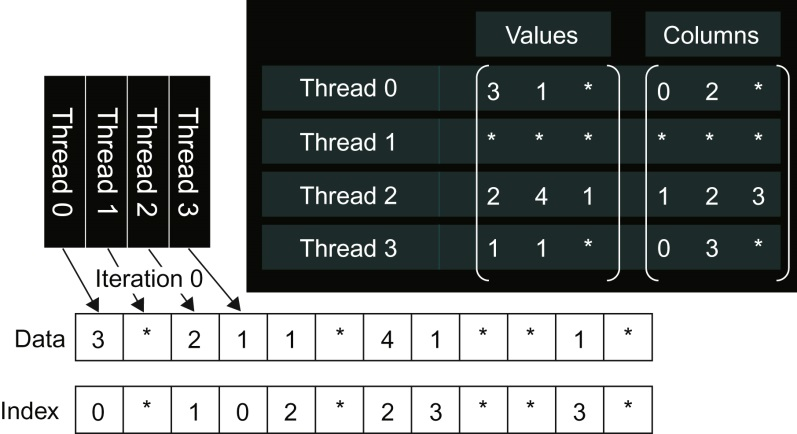 Values Columns
Thread 0 3 1 * 0 2 *
Thread 1 * * * * * *
Thread 2 2 4 1 1 2 3
Thread 3 1 1 * 0 3 *
Thread 0
Thread 1
Thread 2
Thread 3
Iteration 0
Data 3 * 2 1 1 * 4 1 * * 1 *
Index 0 * 1 0 2 * 2 3 * * 3 *